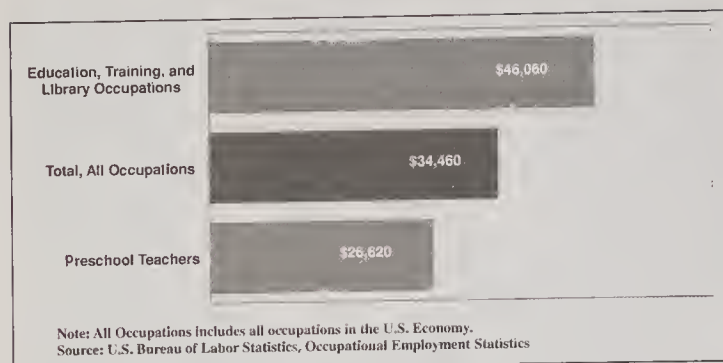 Education, Training, and
Library Occupations
$46,060
Total, All Occupations
$34,460
Preschool Teachers
$26,620
Note: All Occupations includes all occupations in the U.S. Economy.
Source: U.S. Bureau of Labor Statistics, Occupational Employment Statistics